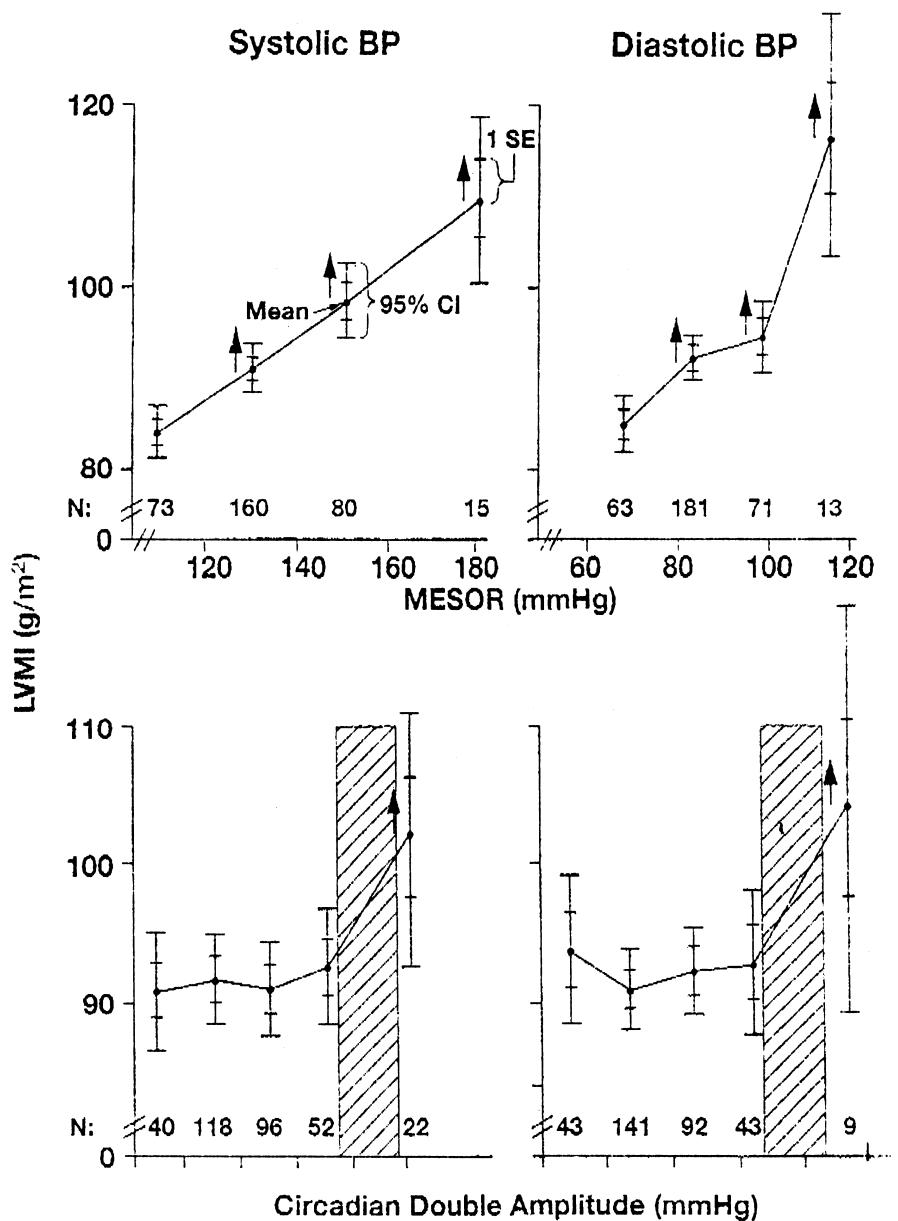 Systolic BP
Diastolic BP
120
1 SE
100
Mean
95% CI
80
N: 73 160 80 15
63 181 71 13
0
120 140 160 180
60 80 100 120
MESOR (mmHg)
LVMI (g/m²)
110
100
90
N: 40 118 96 52 22
43 141 92 43 9
0
Circadian Double Amplitude (mmHg)